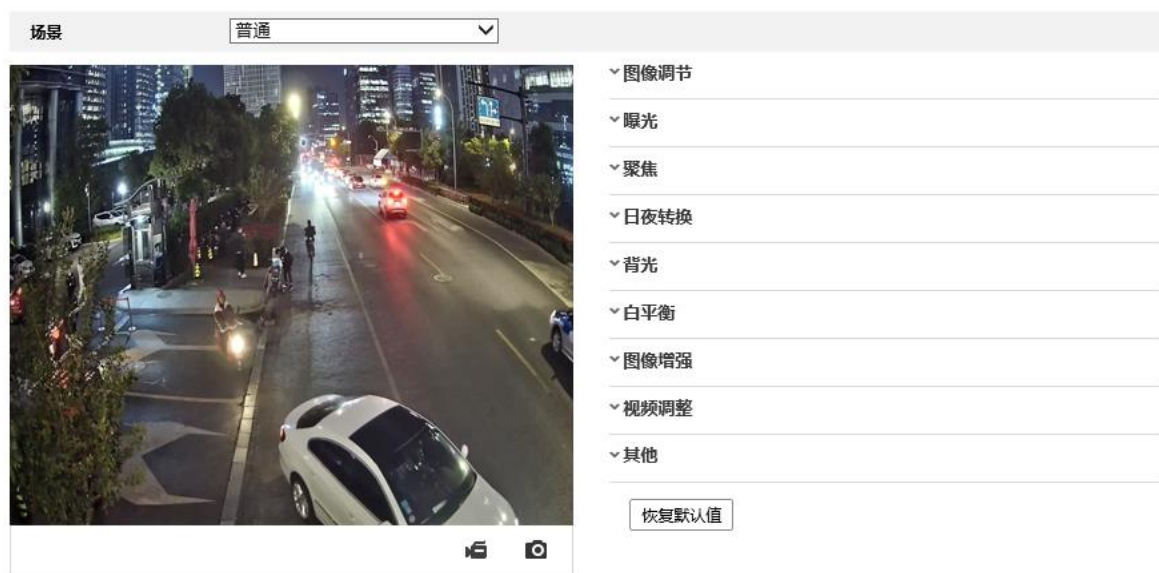 场景
普通
图像调节
曝光
聚焦
日夜转换
背光
白平衡
图像增强
视频调整
其他
恢复默认值